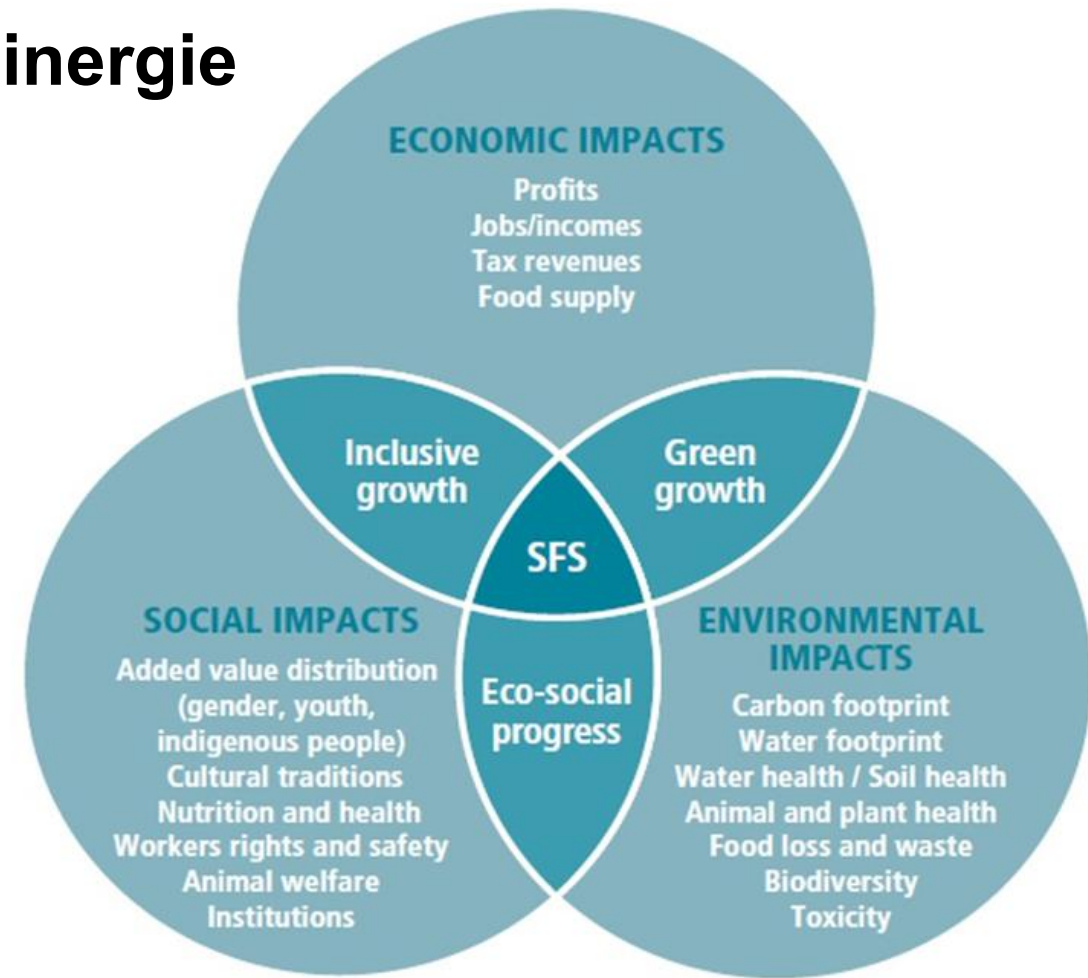 inergie
ECONOMIC IMPACTS
Profits
Jobs/incomes
Tax revenues
Food supply
Inclusive
growth
Green
growth
SFS
SOCIAL IMPACTS
Added value distribution
(gender, youth,
indigenous people)
Cultural traditions
Nutrition and health
Workers rights and safety
Animal welfare
Institutions
Eco-social
progress
ENVIRONMENTAL
IMPACTS
Carbon footprint
Water footprint
Water health / Soil health
Animal and plant health
Food loss and waste
Biodiversity
Toxicity